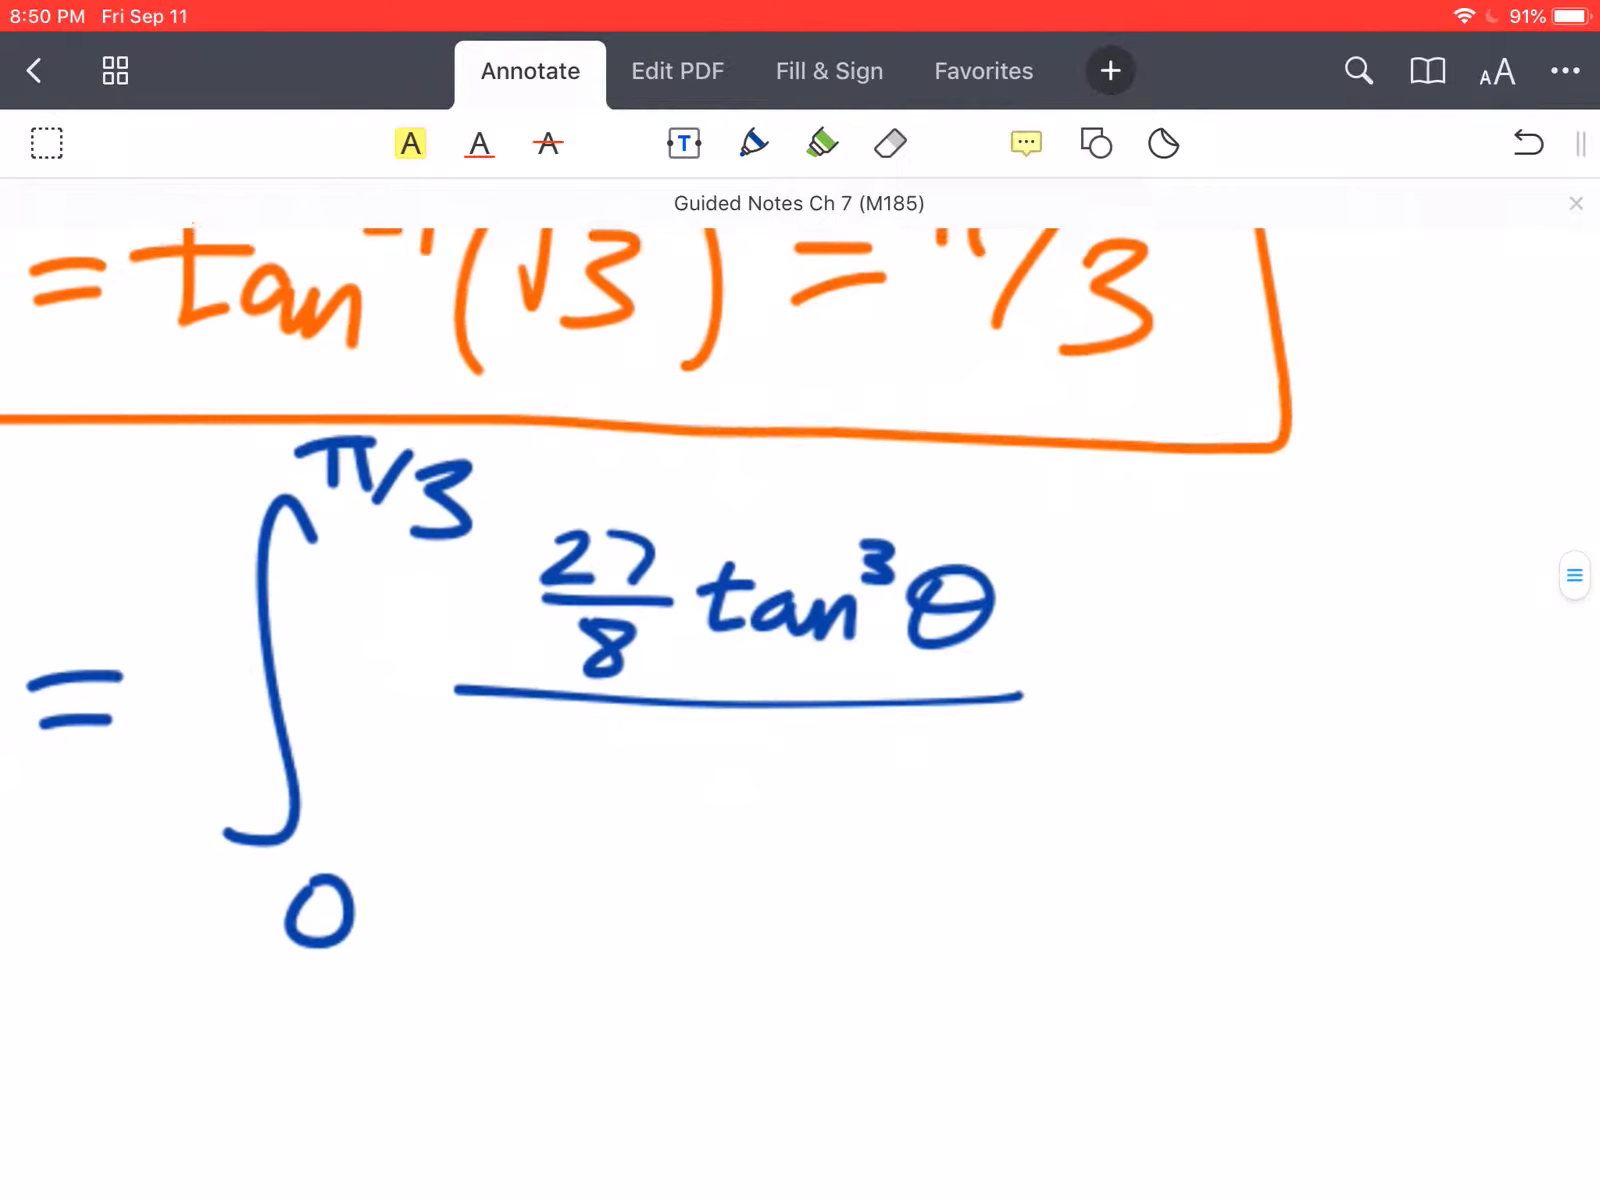 8:50 PM Fri Sep 11 91%
Annotate Edit PDF Fill & Sign Favorites + AA
A A A T
Guided Notes Ch 7 (M185)
= tan⁻¹(√3) = π/3
π/3
27
8
tan³θ
=
∫
0